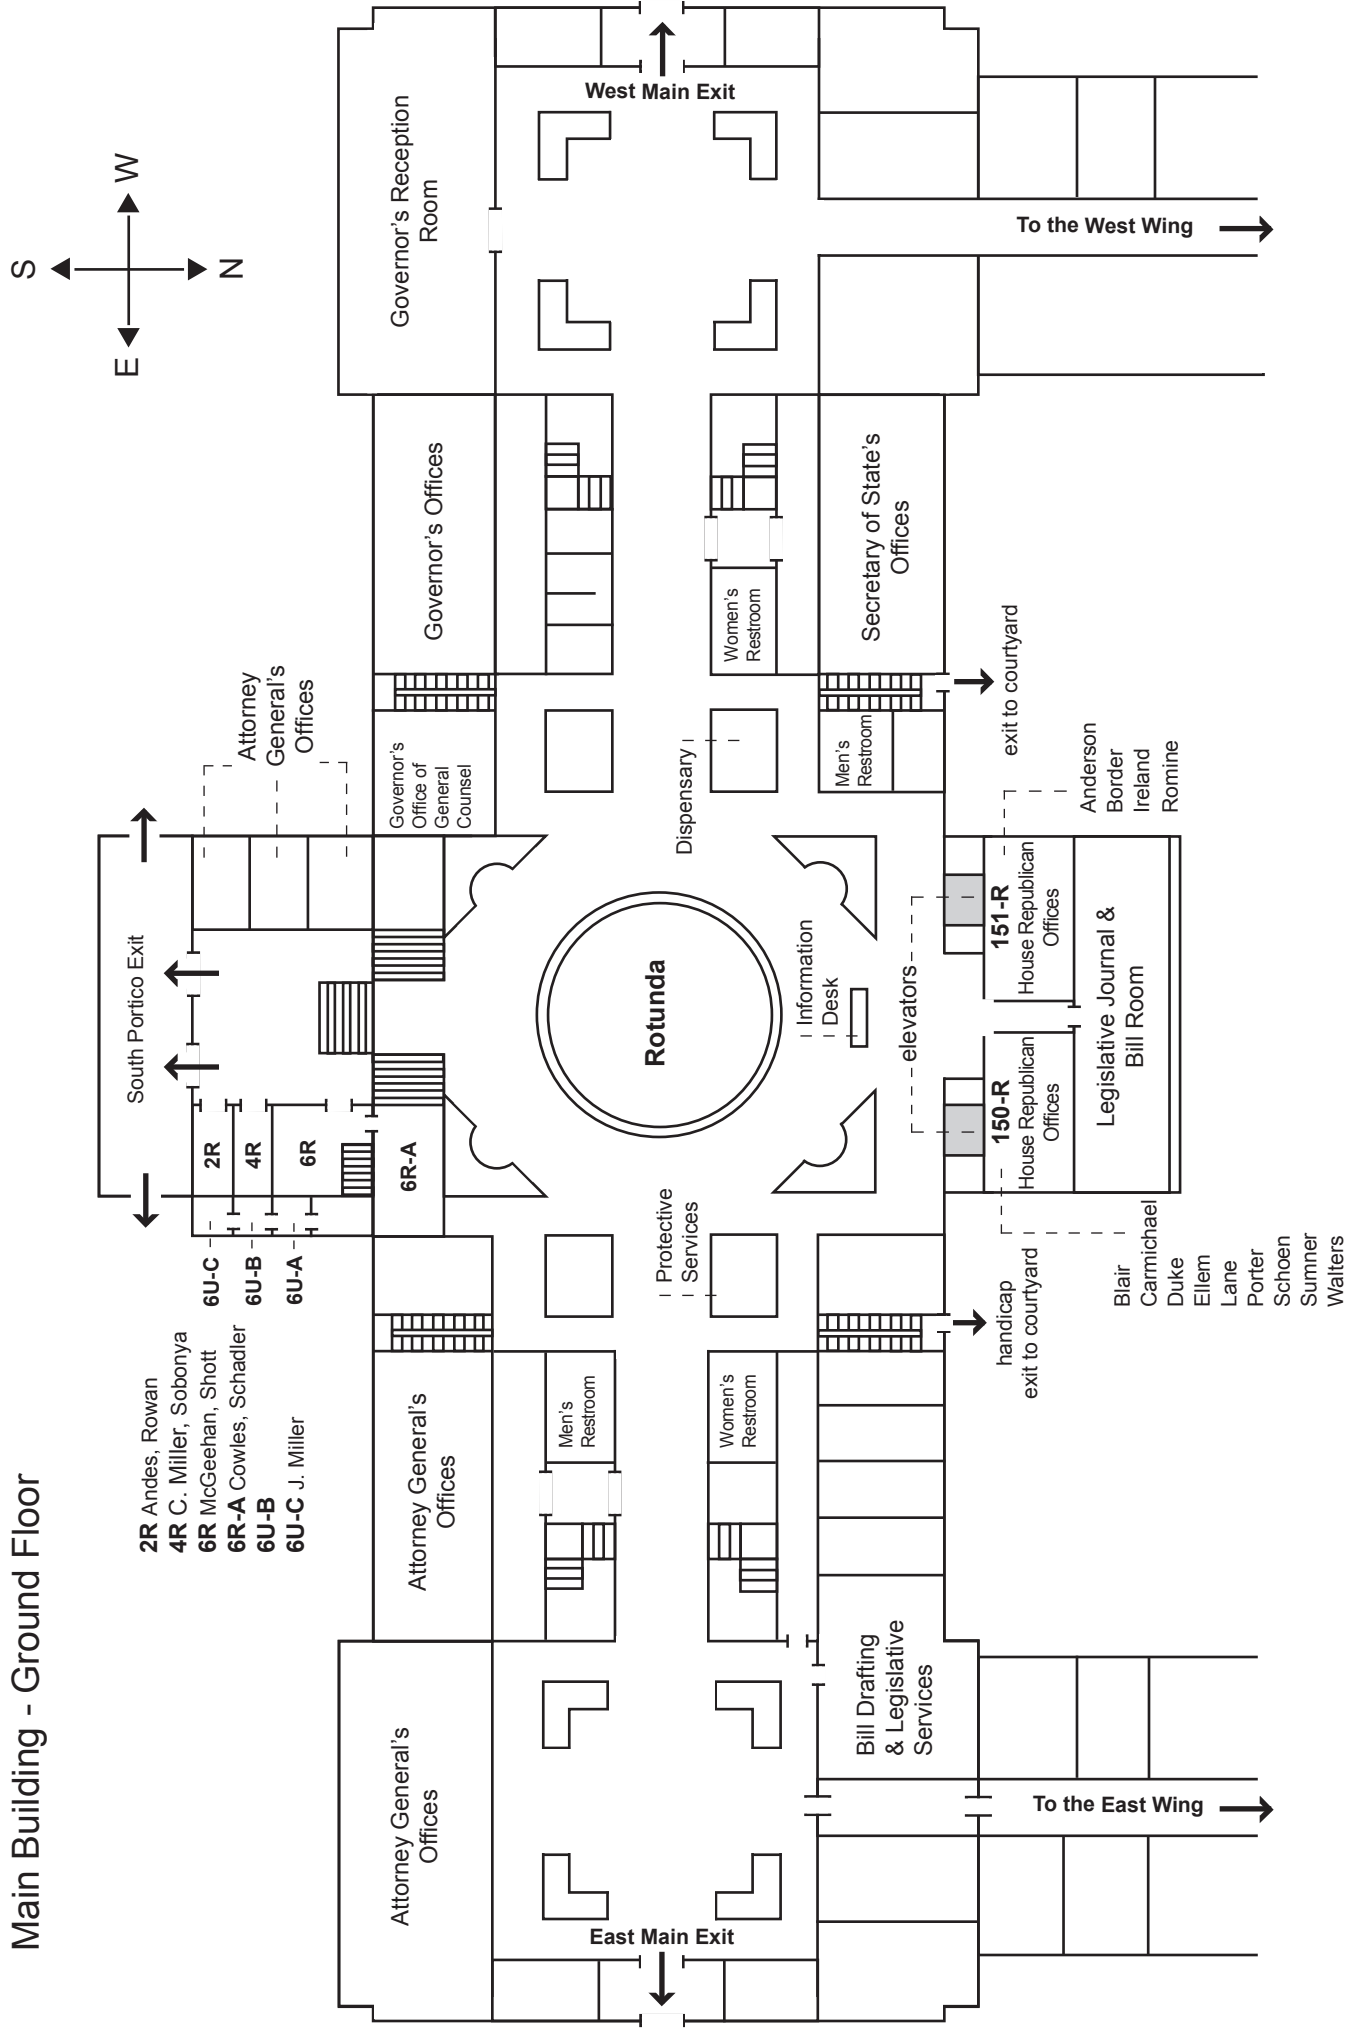 Main Building - Ground Floor
2R Andes, Rowan
4R C. Miller, Sobonya
6R McGeehan, Shott
6R-A Cowles, Schadler
6U-B
6U-C J. Miller
S
E
W
N
South Portico Exit
6U-C
6U-B
6U-A
2R
4R
6R
6R-A
Attorney
General's
Offices
Attorney General's
Offices
Attorney General's
Offices
Governor's
Office of
General
Counsel
Governor's Offices
Governor's Reception
Room
East Main Exit
Men's
Restroom
Women's
Restroom
Protective
Services
Rotunda
Information
Desk
Dispensary
Women's
Restroom
West Main Exit
Bill Drafting
& Legislative
Services
Men's
Restroom
Secretary of State's
Offices
elevators
To the East Wing
handicap
exit to courtyard
150-R
House Republican
Offices
151-R
House Republican
Offices
exit to courtyard
To the West Wing
Legislative Journal &
Bill Room
Blair
Carmichael
Duke
Ellem
Lane
Porter
Schoen
Sumner
Walters
Anderson
Border
Ireland
Romine